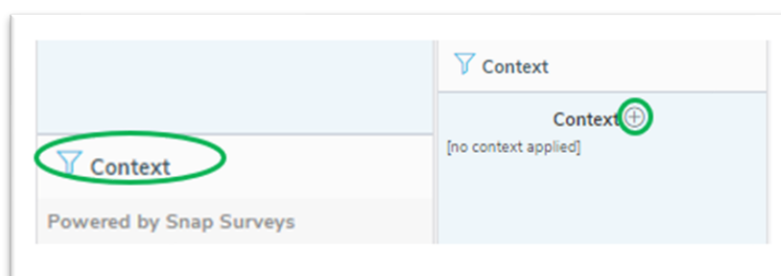 Context
Powered by Snap Surveys
Context
Context
[no context applied]